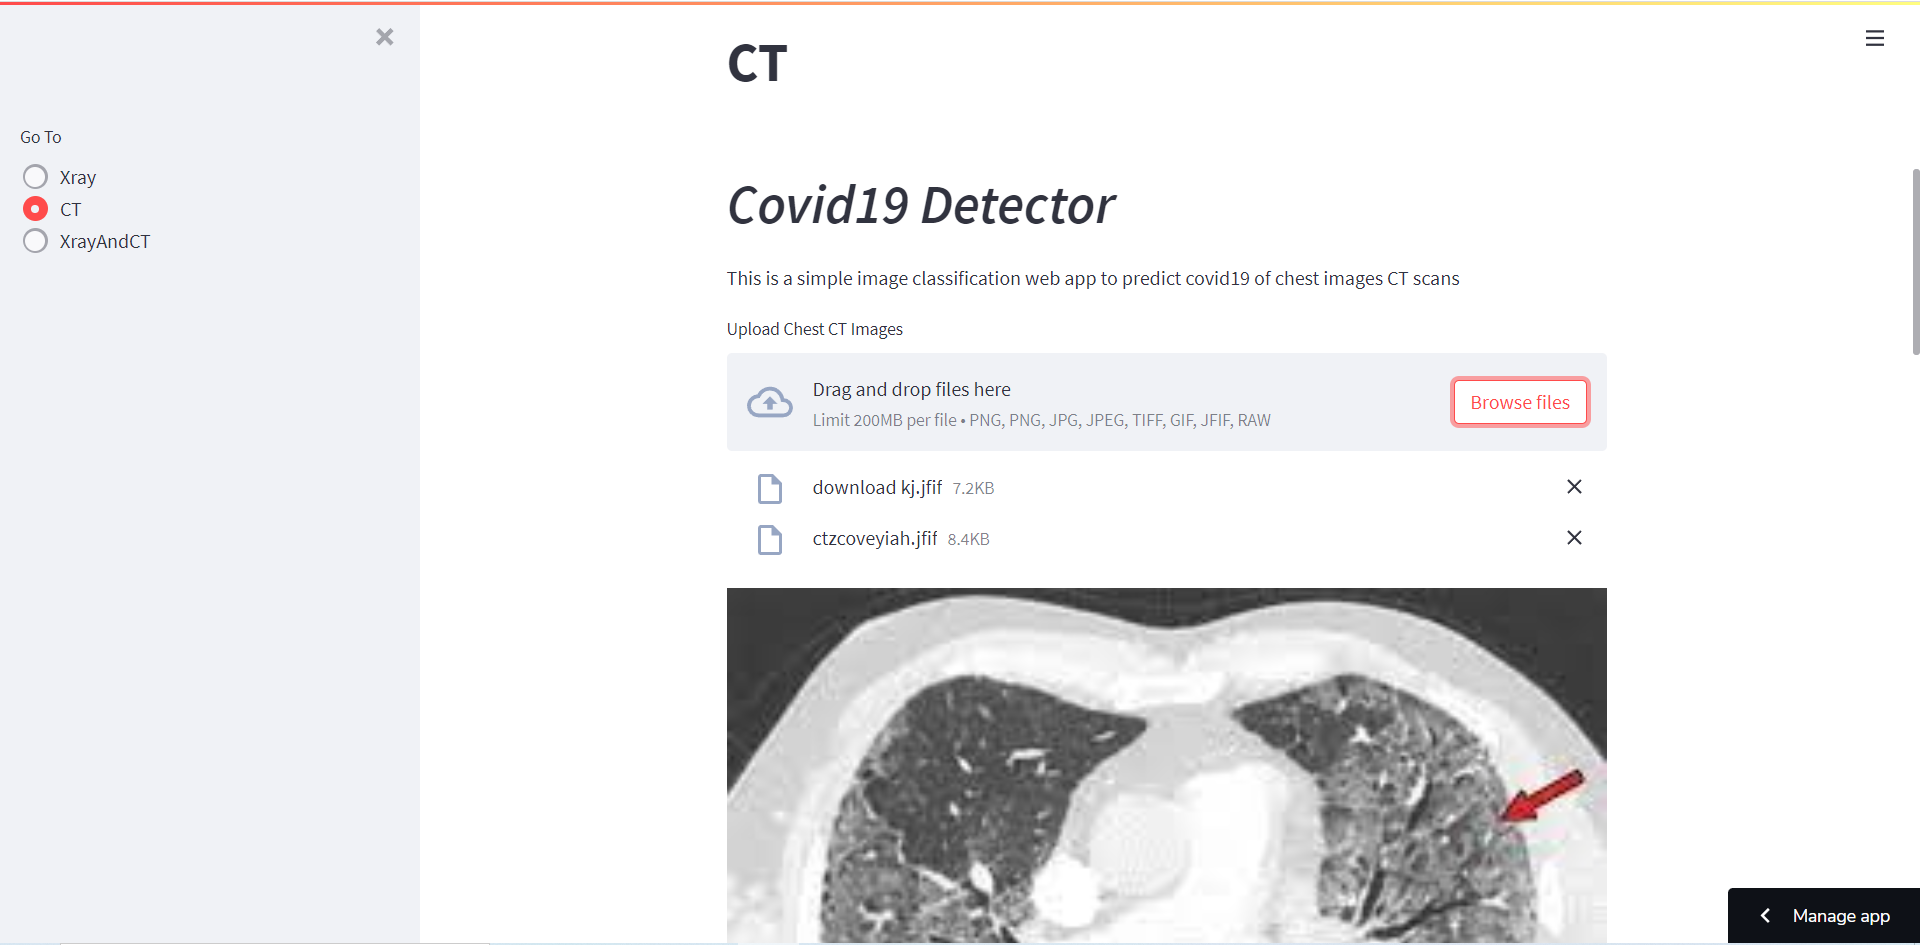 Go To
Xray
CT
XrayAndCT
CT
Covid19 Detector
This is a simple image classification web app to predict covid19 of chest images CT scans
Upload Chest CT Images
Drag and drop files here
Limit 200MB per file • PNG, PNG, JPG, JPEG, TIFF, GIF, JFIF, RAW
Browse files
download kj.jfif 7.2KB
ctzcoveyiah.jfif 8.4KB
Manage app